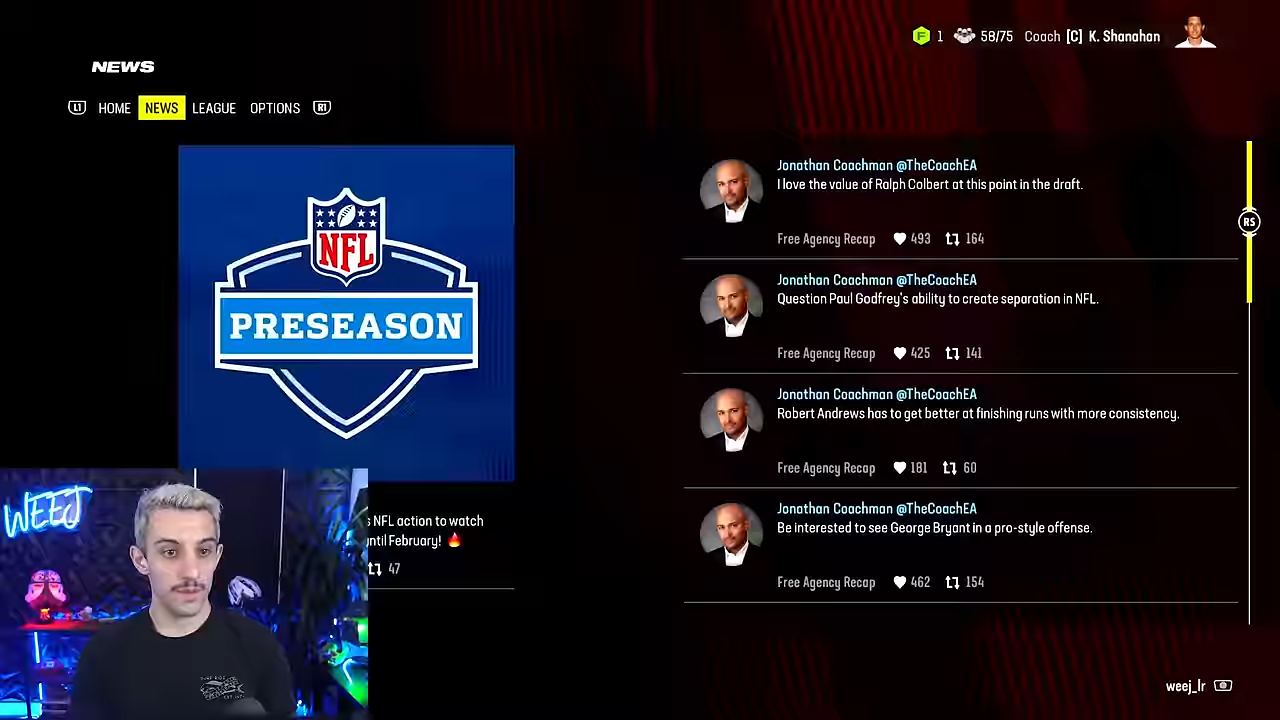 1 58/75 Coach [C] K. Shanahan
NEWS
L1 HOME NEWS LEAGUE OPTIONS R1
NFL
PRESEASON
Jonathan Coachman @TheCoachEA
I love the value of Ralph Colbert at this point in the draft.
Free Agency Recap 493 164
RS
Jonathan Coachman @TheCoachEA
Question Paul Godfrey's ability to create separation in NFL.
Free Agency Recap 425 141
Jonathan Coachman @TheCoachEA
Robert Andrews has to get better at finishing runs with more consistency.
Free Agency Recap 181 60
Jonathan Coachman @TheCoachEA
Be interested to see George Bryant in a pro-style offense.
Free Agency Recap 462 154
s NFL action to watch
until February!
47
WEEJ
weej_lr